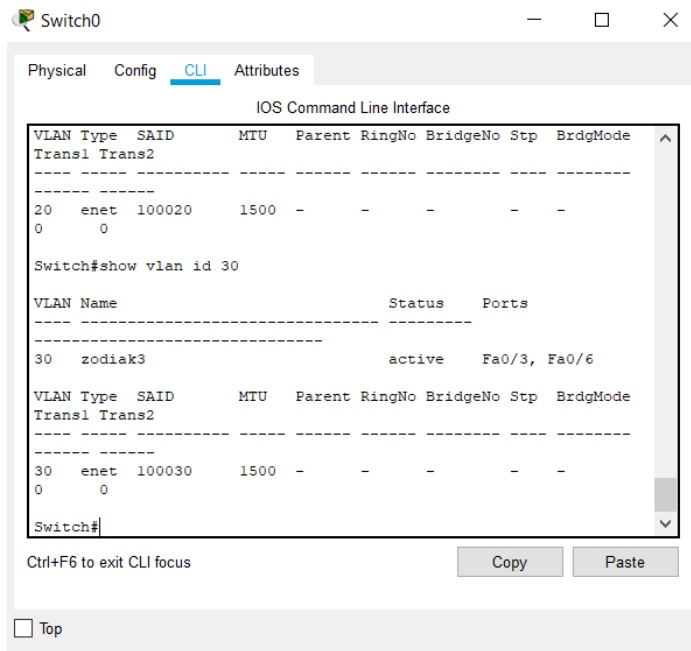 Switch0
Physical Config CLI Attributes
IOS Command Line Interface
VLAN Type  SAID       MTU   Parent RingNo BridgeNo Stp  BrdgMode
Trans1 Trans2
---- ----- ---------- ----- ------ ------ -------- ---- --------
------ ------
20   enet  100020     1500  -      -      -        -    -
0      0
Switch#show vlan id 30
VLAN Name                             Status    Ports
---- -------------------------------- ---------
-------------------------------
30   zodiak3                          active    Fa0/3, Fa0/6
VLAN Type  SAID       MTU   Parent RingNo BridgeNo Stp  BrdgMode
Trans1 Trans2
---- ----- ---------- ----- ------ ------ -------- ---- --------
------ ------
30   enet  100030     1500  -      -      -        -    -
0      0
Switch#
Ctrl+F6 to exit CLI focus
Copy Paste
Top